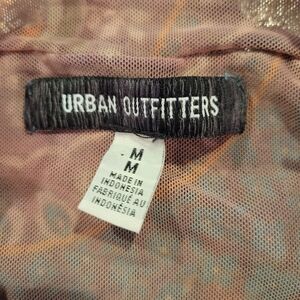 URBAN OUTFITTERS
M
M
MADE IN
INDONESIA
FABRIQUÉ AU
INDONÉSIA